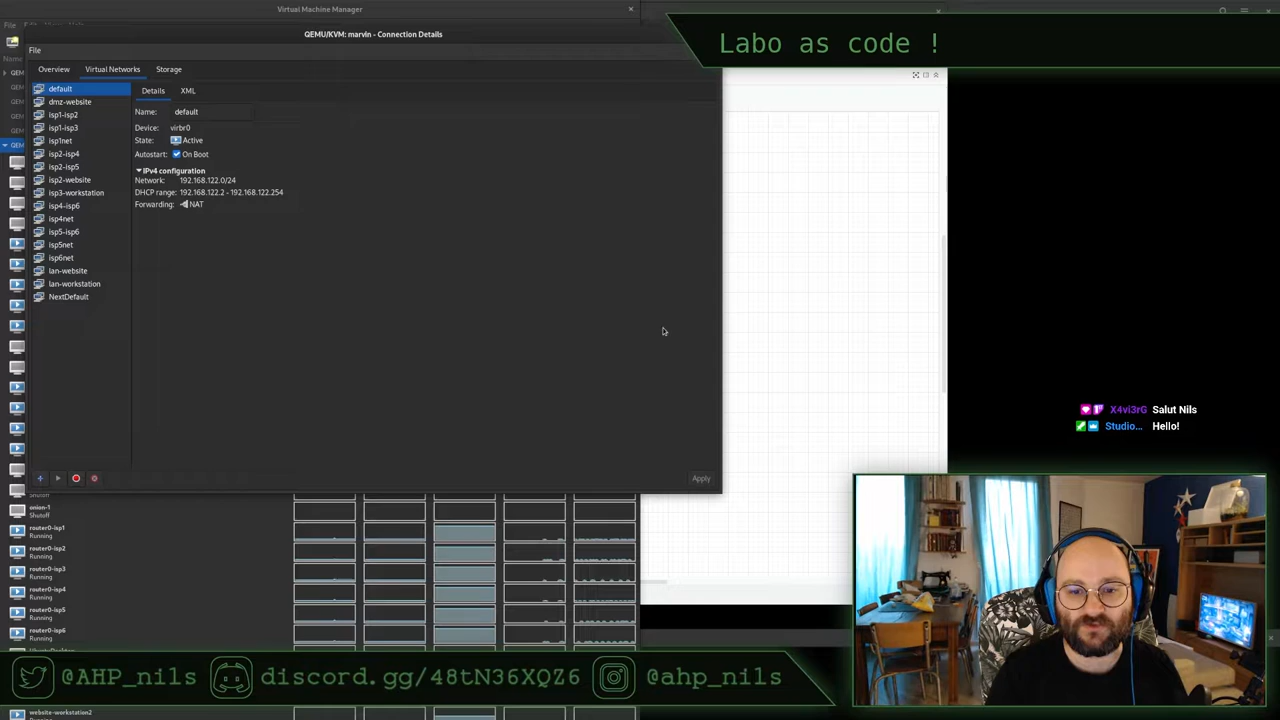 Virtual Machine Manager
QEMU/KVM: marvin - Connection Details
Labo as code !
File
Overview
Virtual Networks
Storage
default
dmz-website
isp1-isp2
isp1-isp3
isp1net
isp2-isp4
isp2-isp5
isp2-website
isp3-workstation
isp4-isp6
isp4net
isp5-isp6
isp5net
isp6net
lan-website
lan-workstation
NextDefault
Details
XML
Name: default
Device: virbr0
State: Active
Autostart: On Boot
IPv4 configuration
Network: 192.168.122.0/24
DHCP range: 192.168.122.2 - 192.168.122.254
Forwarding: NAT
Apply
X4vi3rG Salut Nils
Studio... Hello!
Shutoff
onion-1
Shutoff
router0-isp1
Running
router0-isp2
Running
router0-isp3
Running
router0-isp4
Running
router0-isp5
Running
router0-isp6
Running
@AHP_nils
discord.gg/48tN36XQZ6
@ahp_nils
website-workstation2